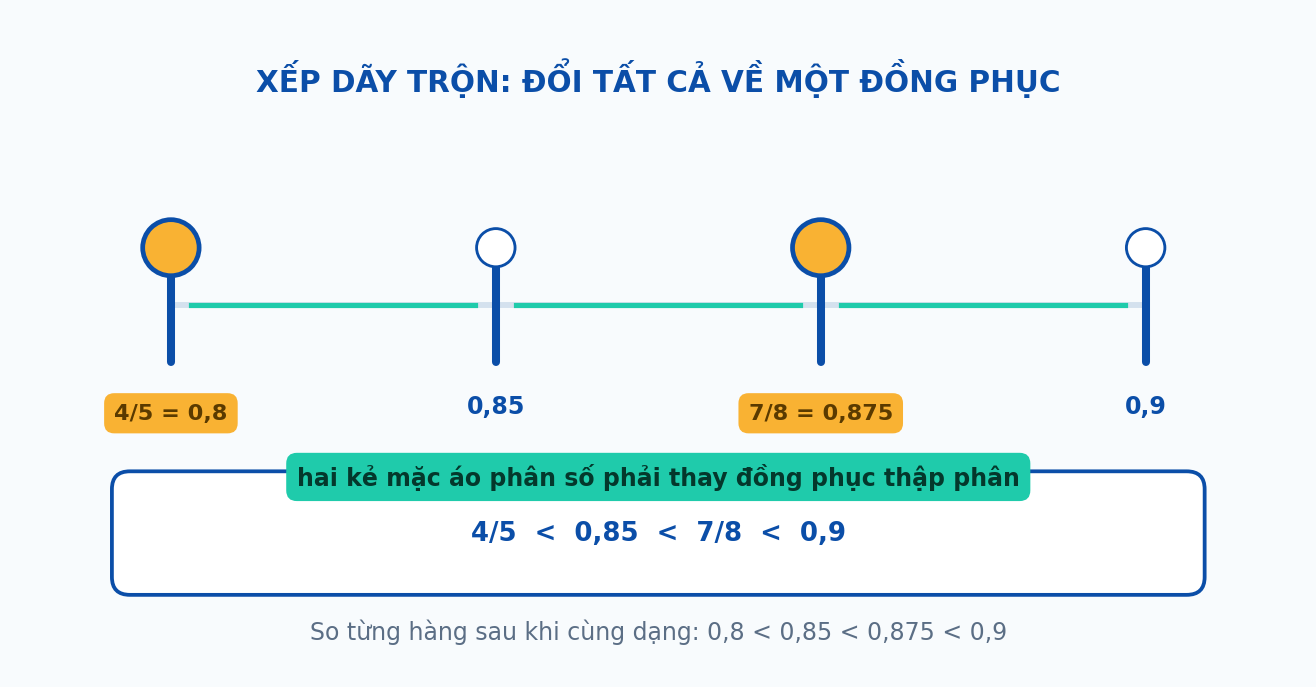 XẾP DÃY TRỘN: ĐỔI TẤT CẢ VỀ MỘT ĐỒNG PHỤC
4/5 = 0,8
0,85
7/8 = 0,875
0,9
hai kẻ mặc áo phân số phải thay đồng phục thập phân
4/5 < 0,85 < 7/8 < 0,9
So từng hàng sau khi cùng dạng: 0,8 < 0,85 < 0,875 < 0,9